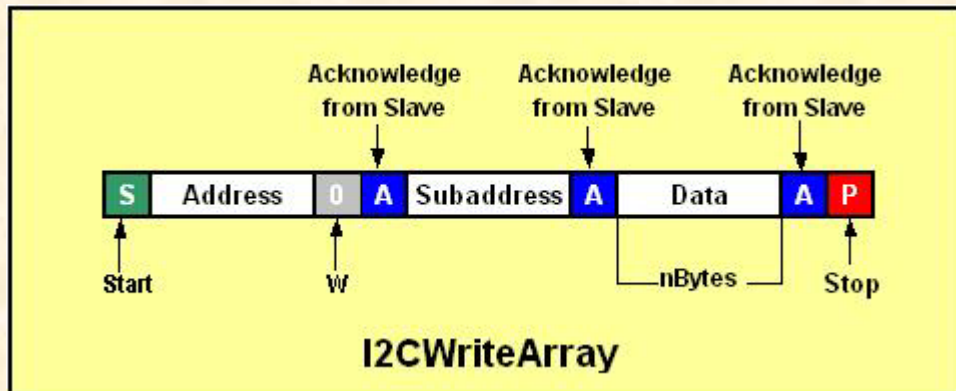 Acknowledge from Slave
Acknowledge from Slave
Acknowledge from Slave
S Address 0 A Subaddress A Data A P
Start W nBytes Stop
I2CWriteArray